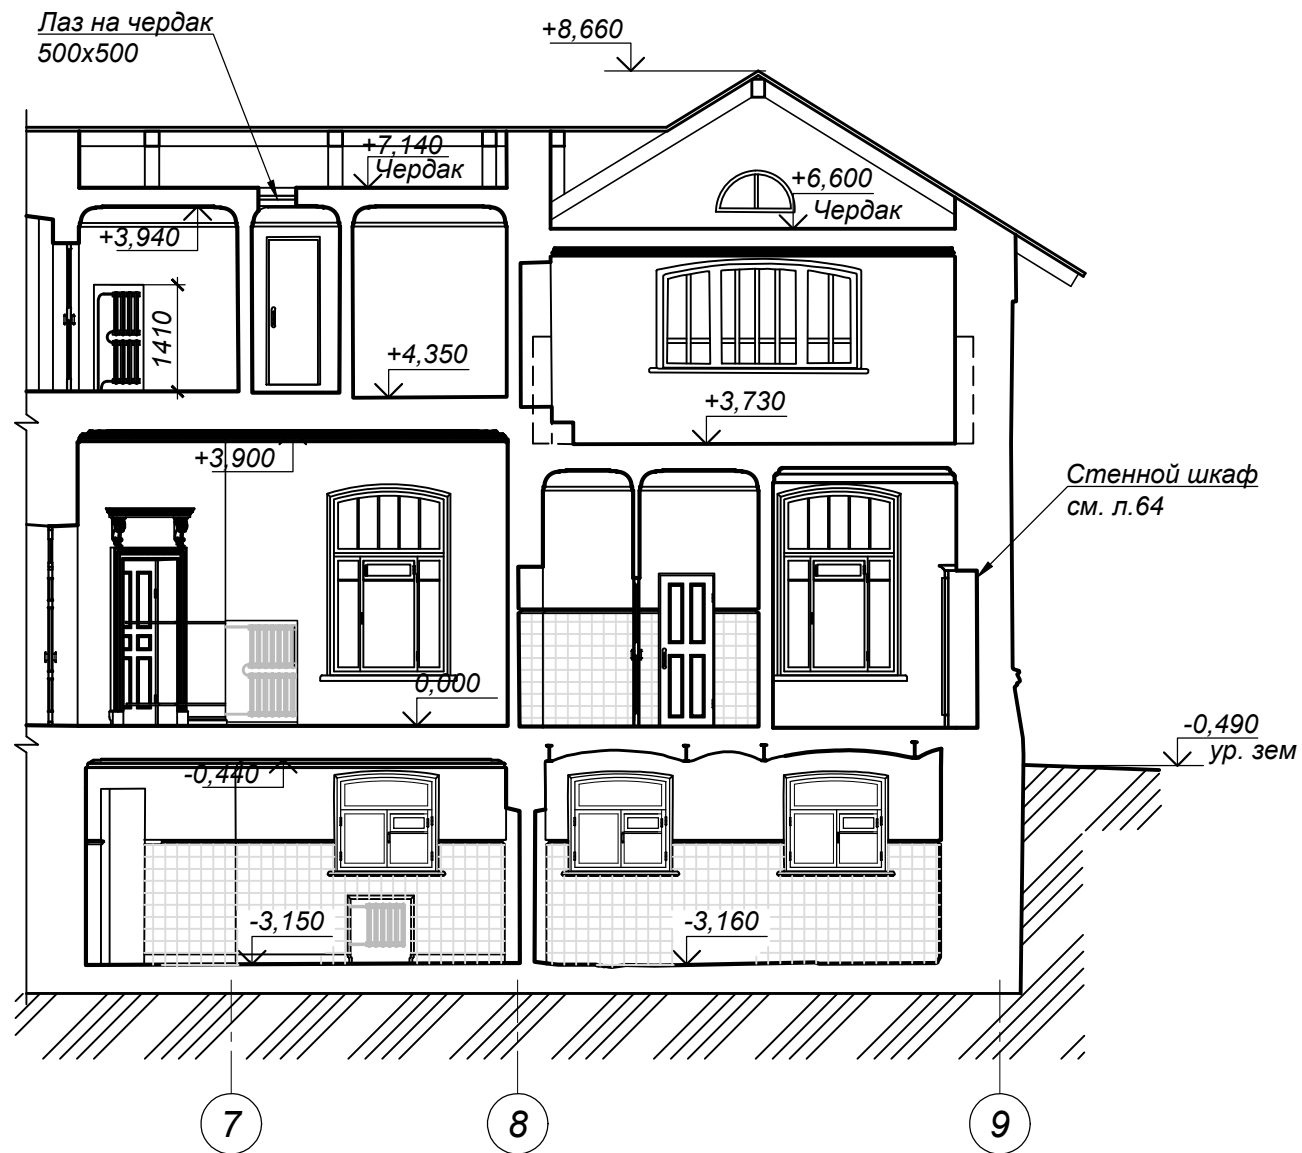 Лаз на чердак
500х500
+8,660
+7,140
Чердак
+6,600
Чердак
+3,940
1410
+4,350
+3,730
+3,900
Стенной шкаф
см. л.64
0,000
-0,490
ур. зем
-0,440
-3,150
-3,160
7
8
9